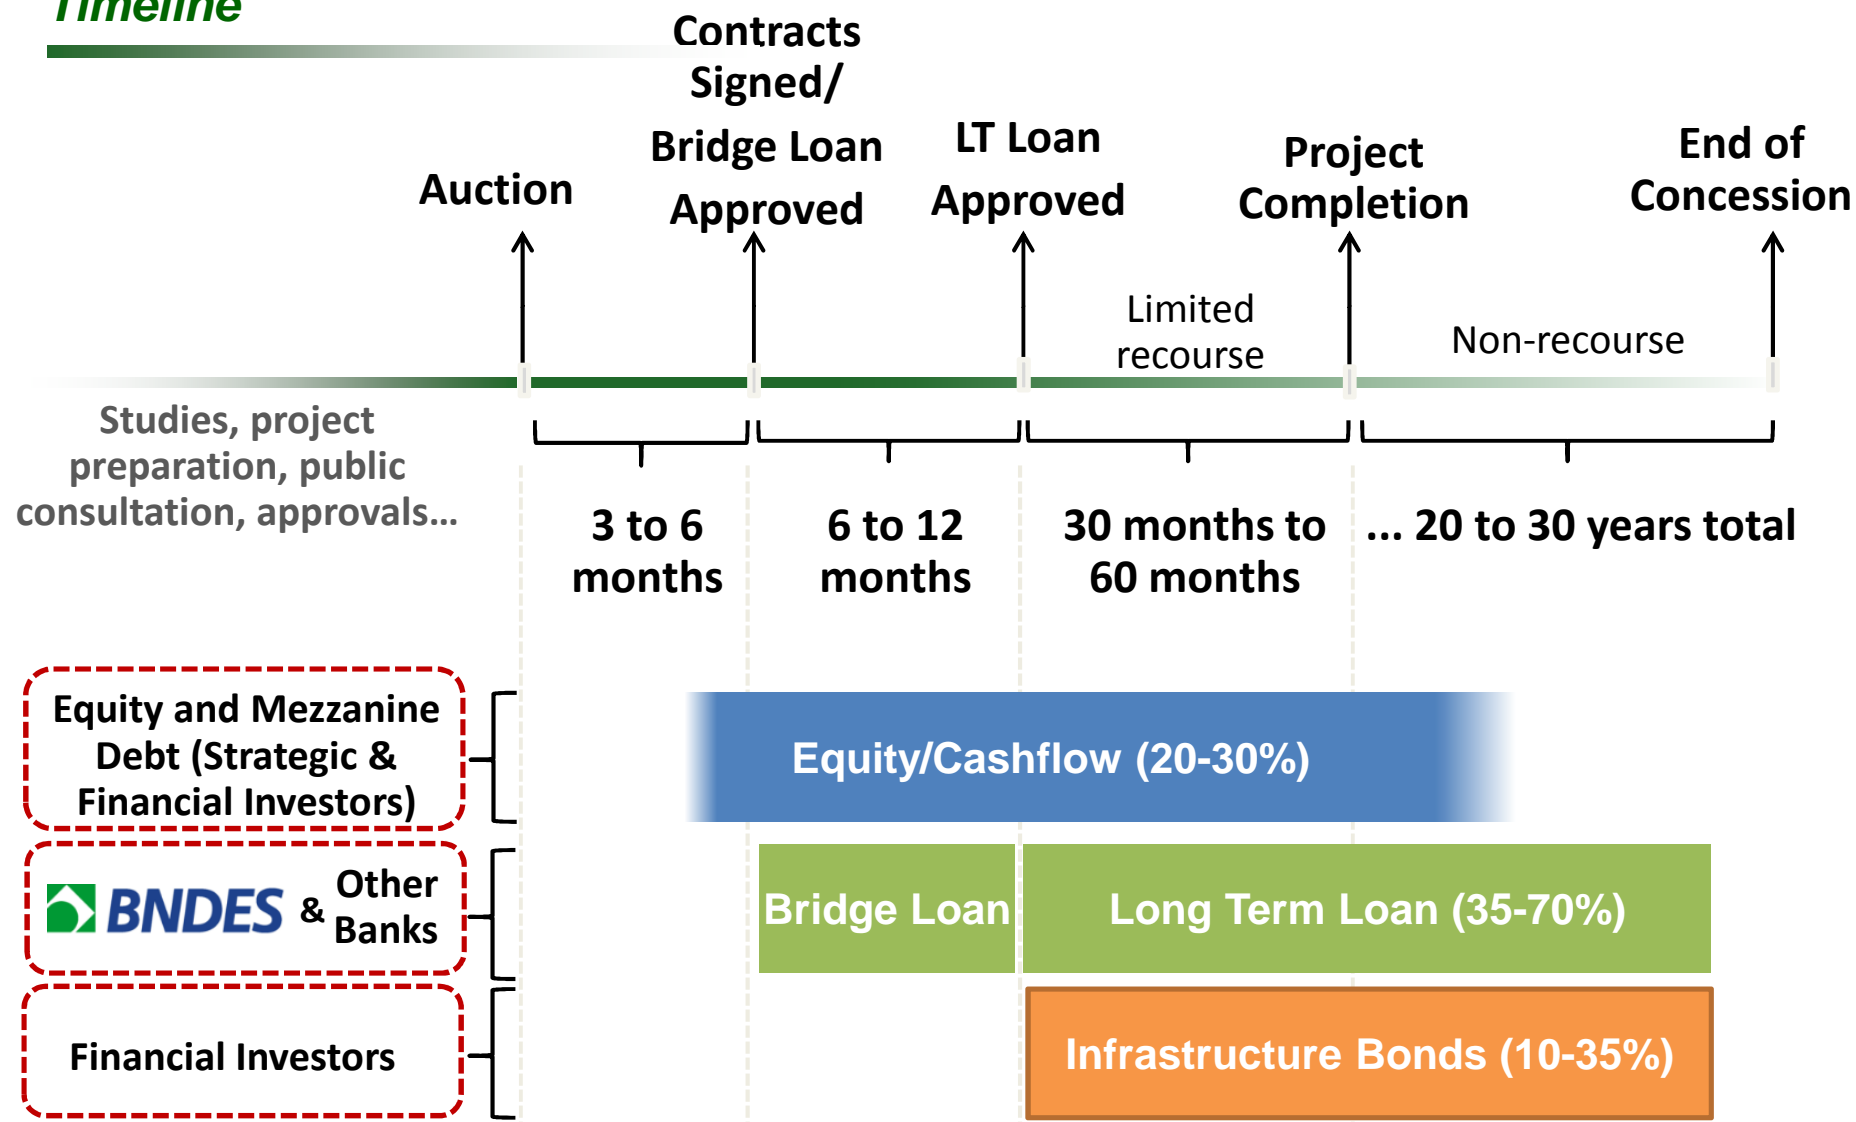 Timeline
Contracts
Signed/
Bridge Loan
Approved
LT Loan
Approved
Project
Completion
End of
Concession
Auction
Limited
recourse
Non-recourse
Studies, project
preparation, public
consultation, approvals…
3 to 6
months
6 to 12
months
30 months to
60 months
... 20 to 30 years total
Equity and Mezzanine
Debt (Strategic &
Financial Investors)
Equity/Cashflow (20-30%)
BNDES & Other
Banks
Bridge Loan
Long Term Loan (35-70%)
Financial Investors
Infrastructure Bonds (10-35%)